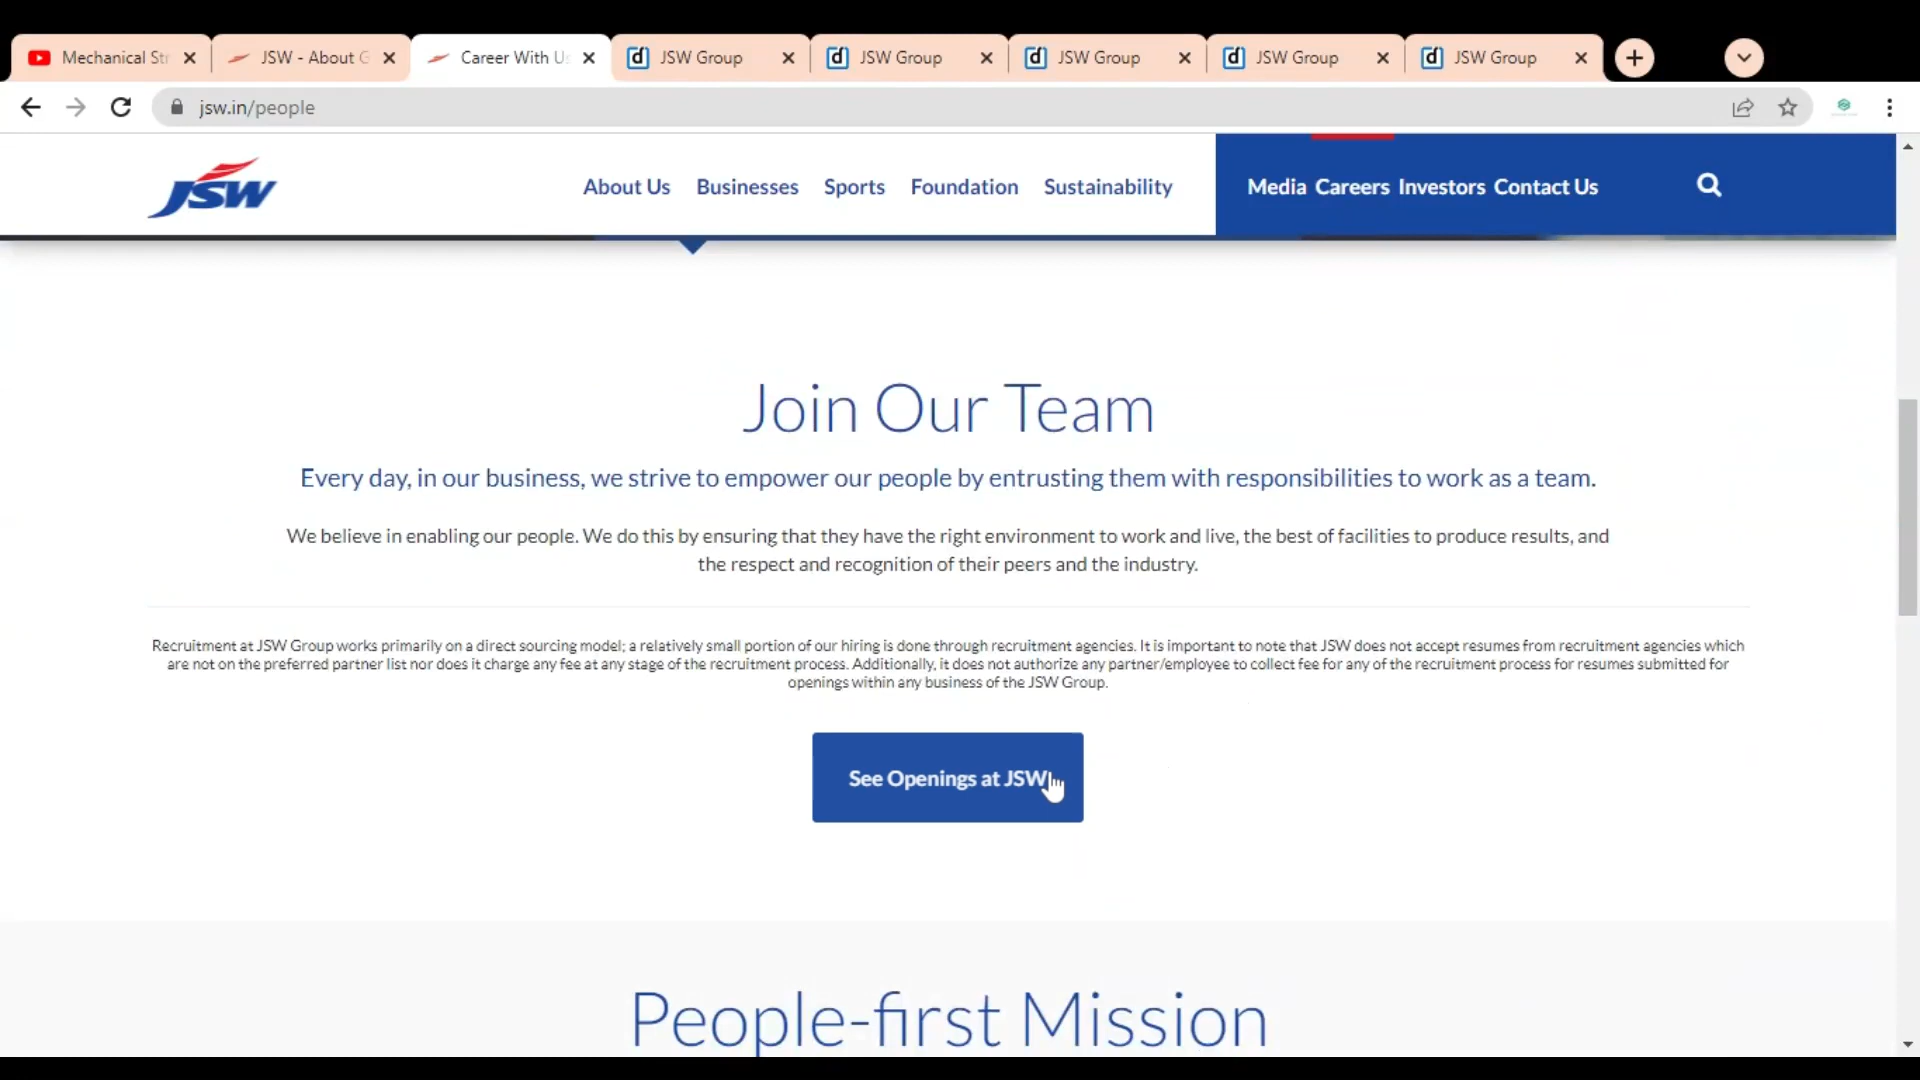 Mechanical St
JSW - About G
Career With U
JSW Group
JSW Group
JSW Group
JSW Group
JSW Group
jsw.in/people
JSW
About Us Businesses Sports Foundation Sustainability
Media Careers Investors Contact Us
Join Our Team
Every day, in our business, we strive to empower our people by entrusting them with responsibilities to work as a team.
We believe in enabling our people. We do this by ensuring that they have the right environment to work and live, the best of facilities to produce results, and
the respect and recognition of their peers and the industry.
Recruitment at JSW Group works primarily on a direct sourcing model; a relatively small portion of our hiring is done through recruitment agencies. It is important to note that JSW does not accept resumes from recruitment agencies which
are not on the preferred partner list nor does it charge any fee at any stage of the recruitment process. Additionally, it does not authorize any partner/employee to collect fee for any of the recruitment process for resumes submitted for
openings within any business of the JSW Group.
See Openings at JSW
People-first Mission